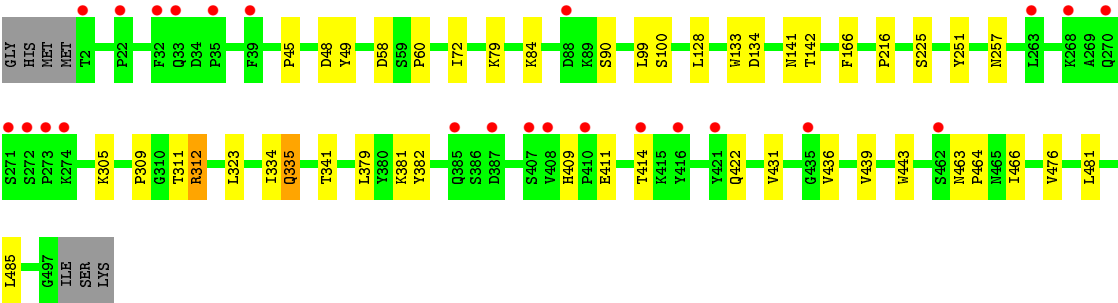 GLY HIS MET MET T2 P22 F32 Q33 D34 P35 F39 P45 D48 Y49 D58 S59 P60 I72 K79 K84 D88 K89 S90 L99 S100 L128 W133 D134 N141 T142 F166 P216 S225 Y251 N257 L263 K268 A269 Q270
S271 S272 P273 K274 K305 P309 G310 T311 R312 L323 I334 Q335 T341 L379 Y380 K381 Y382 Q385 S386 D387 S407 V408 H409 P410 E411 T414 K415 Y416 Y421 Q422 V431 G435 V436 V439 W443 S462 N463 P464 N465 I466 V476 L481
L485 G497 ILE SER LYS